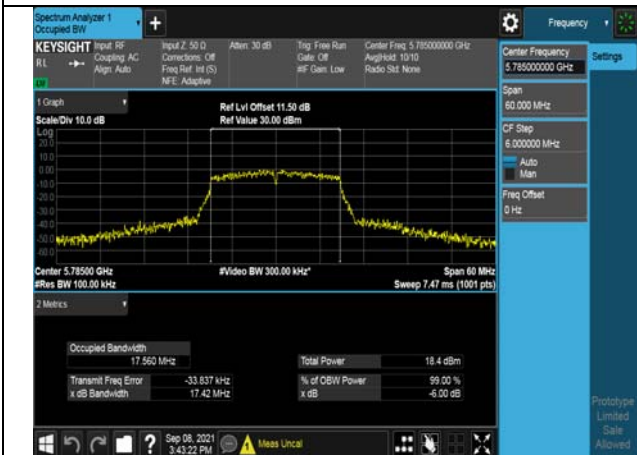 Spectrum Analyzer 1
Occupied BW
Frequency
KEYSIGHT
RL
Input: RF
Coupling: AC
Align: Auto
Input Z: 50 Ω
Corrections: Off
Freq Ref: Int (S)
NFE: Adaptive
Atten: 30 dB
Trig: Free Run
Gate: Off
#IF Gain: Low
Center Freq: 5.785000000 GHz
Avg|Hold: 10/10
Radio Std: None
Center Frequency
5.785000000 GHz
Settings
Span
60.000 MHz
CF Step
6.000000 MHz
Auto
Man
Freq Offset
0 Hz
1 Graph
Scale/Div 10.0 dB
Ref Lvl Offset 11.50 dB
Ref Value 30.00 dBm
Log
20.0
10.0
0.00
-10.0
-20.0
-30.0
-40.0
-50.0
-60.0
Center 5.78500 GHz
#Res BW 100.00 kHz
#Video BW 300.00 kHz*
Span 60 MHz
Sweep 7.47 ms (1001 pts)
2 Metrics
Occupied Bandwidth
17.560 MHz
Total Power 18.4 dBm
Transmit Freq Error -33.837 kHz
% of OBW Power 99.00 %
x dB Bandwidth 17.42 MHz
x dB -6.00 dB
Prototype
Limited
Sale
Allowed
Sep 08, 2021
3:43:22 PM
Meas Uncal